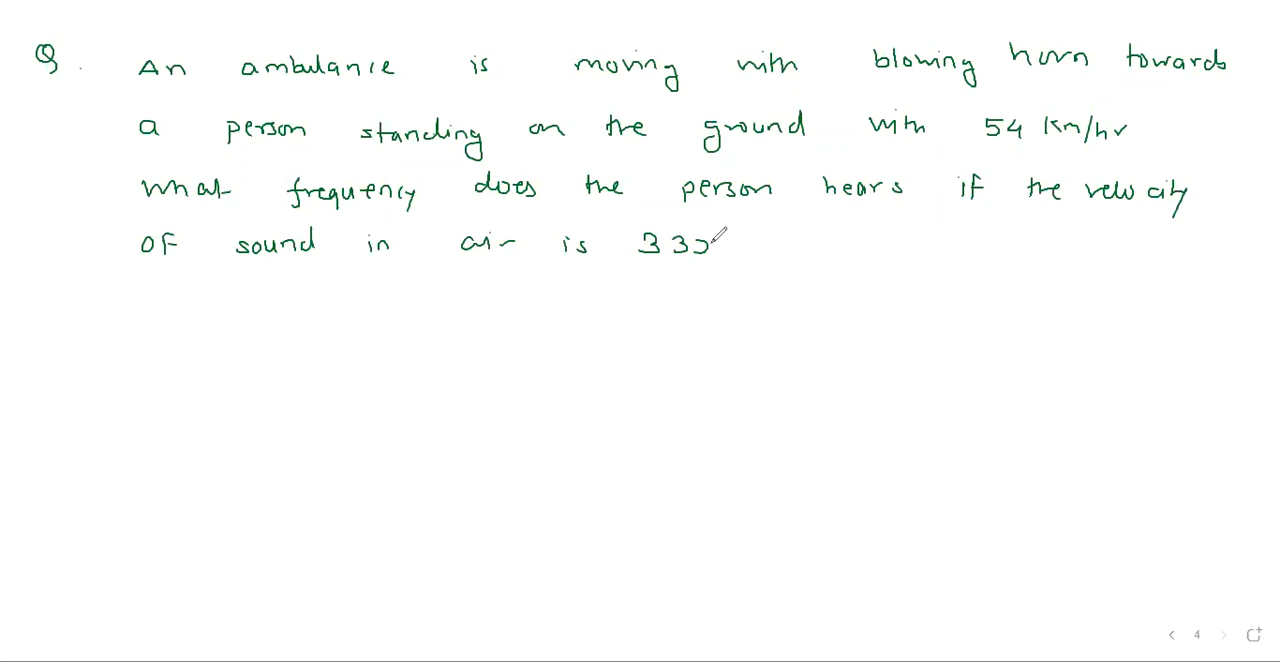 Q. An ambulance is moving with blowing horn towards
a person standing on the ground with 54 Km/hr
What frequency does the person hears if the velocity
OF sound in air is 33
4